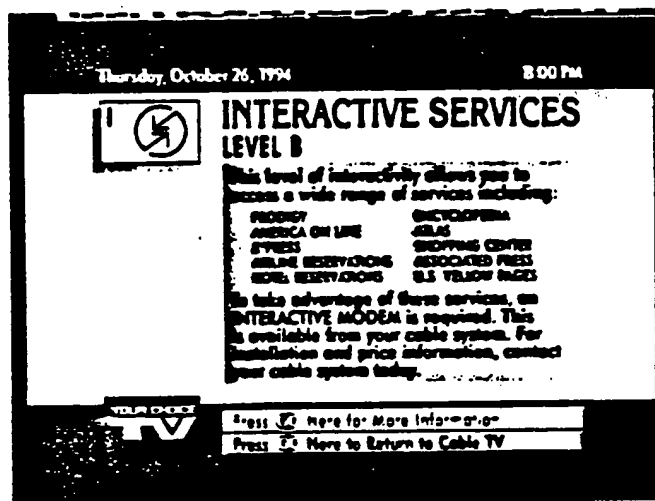 Thursday, October 26, 1994 8:00 PM
INTERACTIVE SERVICES
LEVEL B
This level of interactivity allows you to
access a wide range of services including:
PRODIGY ENCYCLOPEDIA
AMERICA ON LINE ATLAS
X*PRESS SHOPPING CENTER
AIRLINE RESERVATIONS ASSOCIATED PRESS
HOTEL RESERVATIONS U.S YELLOW PAGES
To take advantage of these services, an
INTERACTIVE MODEM is required. This
is available from your cable system. For
installation and price information, contact
your cable system today.
YOUR CHOICE
TV
Press Here for More Information
Press Here to Return to Cable TV